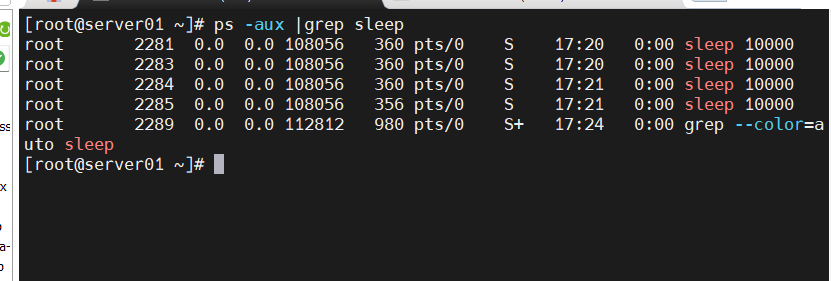 [root@server01 ~]# ps -aux |grep sleep
root       2281  0.0  0.0 108056   360 pts/0    S    17:20   0:00 sleep 10000
root       2283  0.0  0.0 108056   360 pts/0    S    17:20   0:00 sleep 10000
root       2284  0.0  0.0 108056   360 pts/0    S    17:21   0:00 sleep 10000
root       2285  0.0  0.0 108056   356 pts/0    S    17:21   0:00 sleep 10000
root       2289  0.0  0.0 112812   980 pts/0    S+   17:24   0:00 grep --color=a
uto sleep
[root@server01 ~]#
ss
x
a-